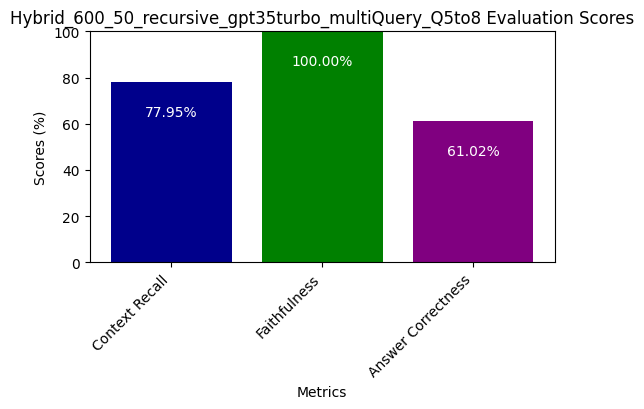 Hybrid_600_50_recursive_gpt35turbo_multiQuery_Q5to8 Evaluation Scores
100
80
60
40
20
0
Scores (%)
77.95%
100.00%
61.02%
Context Recall
Faithfulness
Answer Correctness
Metrics